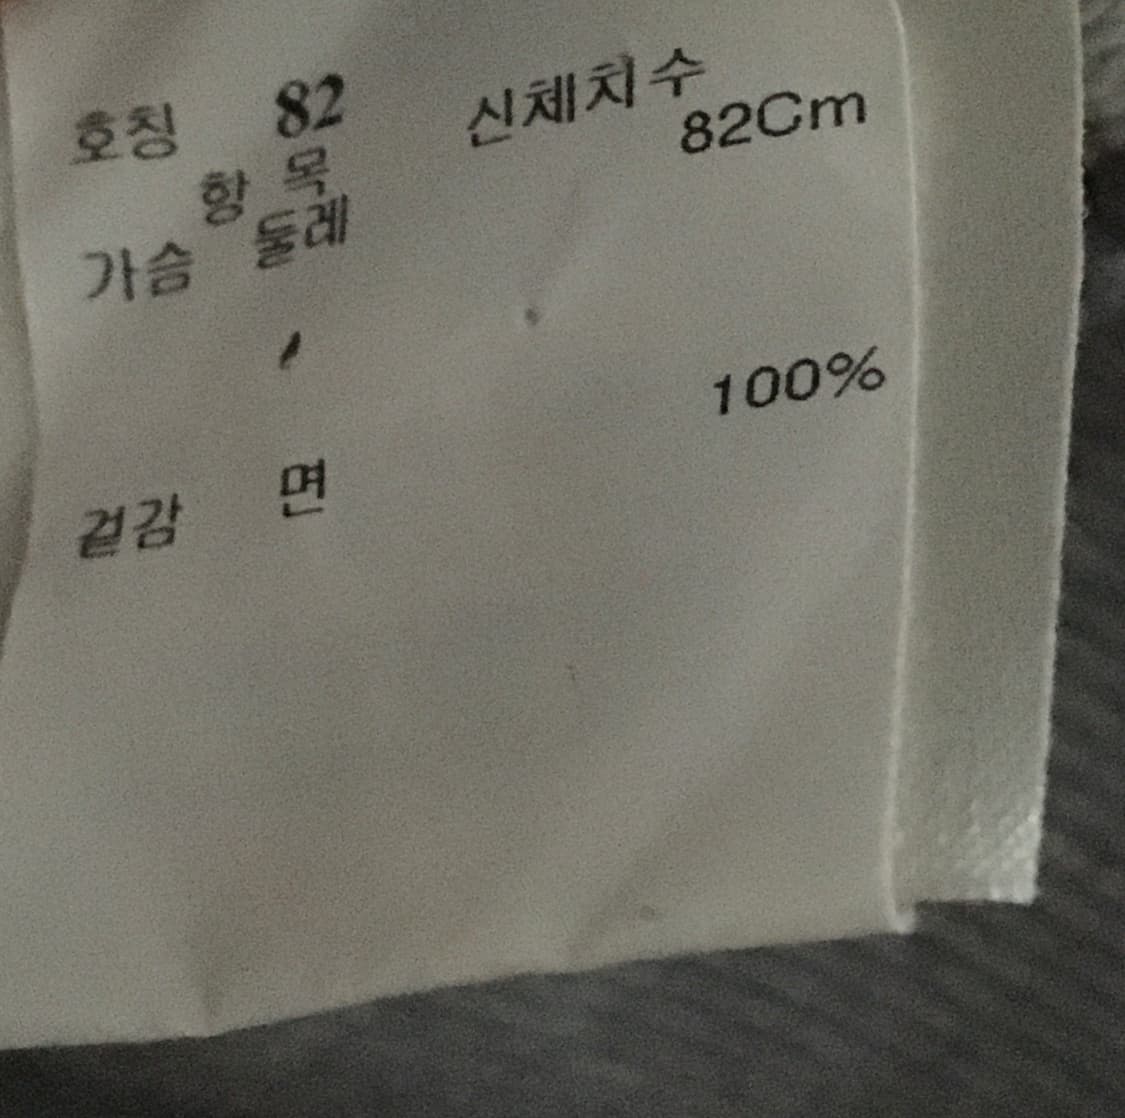 호칭 82
항 목 신체치수
가슴 둘레 82Cm
겉감 면 100%